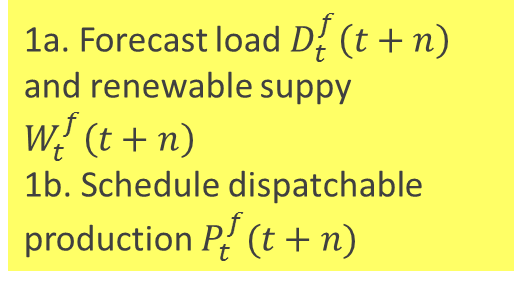 1a. Forecast load $D_t^f(t+n)$
and renewable suppy
$W_t^f(t+n)$
1b. Schedule dispatchable
production $P_t^f(t+n)$